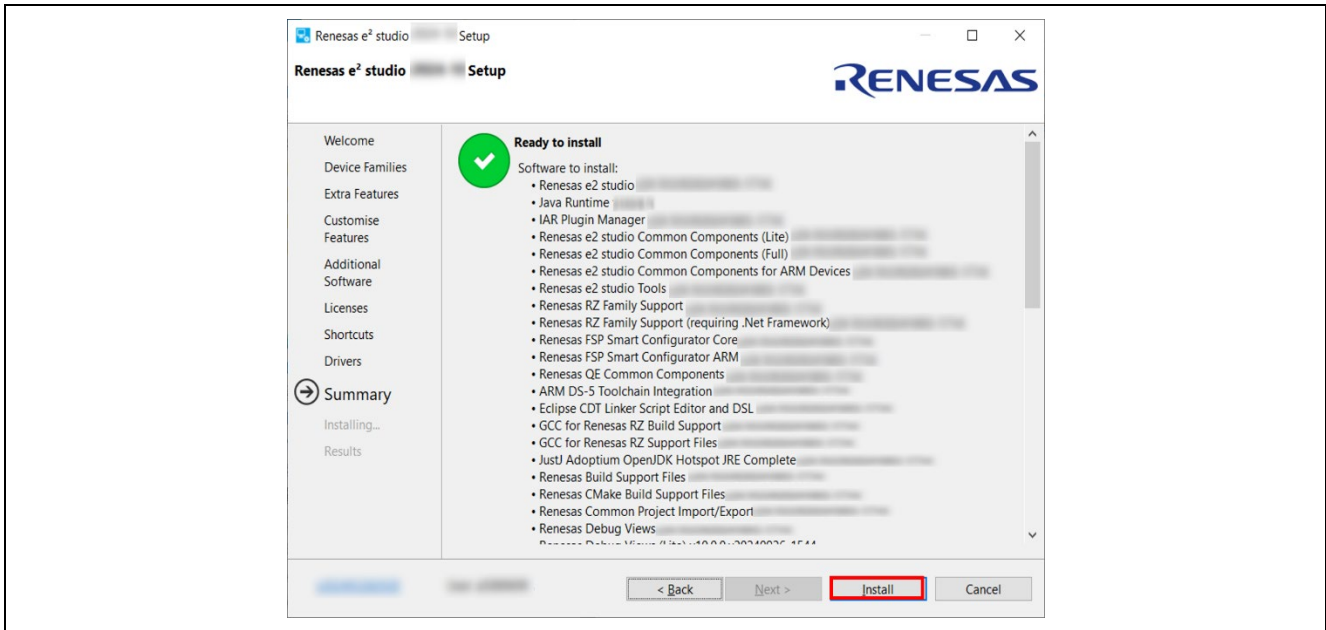 Renesas e² studio Setup
Renesas e² studio Setup
RENESAS
Welcome
Device Families
Extra Features
Customise
Features
Additional
Software
Licenses
Shortcuts
Drivers
Summary
Installing...
Results
Ready to install
Software to install:
• Renesas e2 studio
• Java Runtime
• IAR Plugin Manager
• Renesas e2 studio Common Components (Lite)
• Renesas e2 studio Common Components (Full)
• Renesas e2 studio Common Components for ARM Devices
• Renesas e2 studio Tools
• Renesas RZ Family Support
• Renesas RZ Family Support (requiring .Net Framework)
• Renesas FSP Smart Configurator Core
• Renesas FSP Smart Configurator ARM
• Renesas QE Common Components
• ARM DS-5 Toolchain Integration
• Eclipse CDT Linker Script Editor and DSL
• GCC for Renesas RZ Build Support
• GCC for Renesas RZ Support Files
• JustJ Adoptium OpenJDK Hotspot JRE Complete
• Renesas Build Support Files
• Renesas CMake Build Support Files
• Renesas Common Project Import/Export
• Renesas Debug Views
< Back Next > Install Cancel